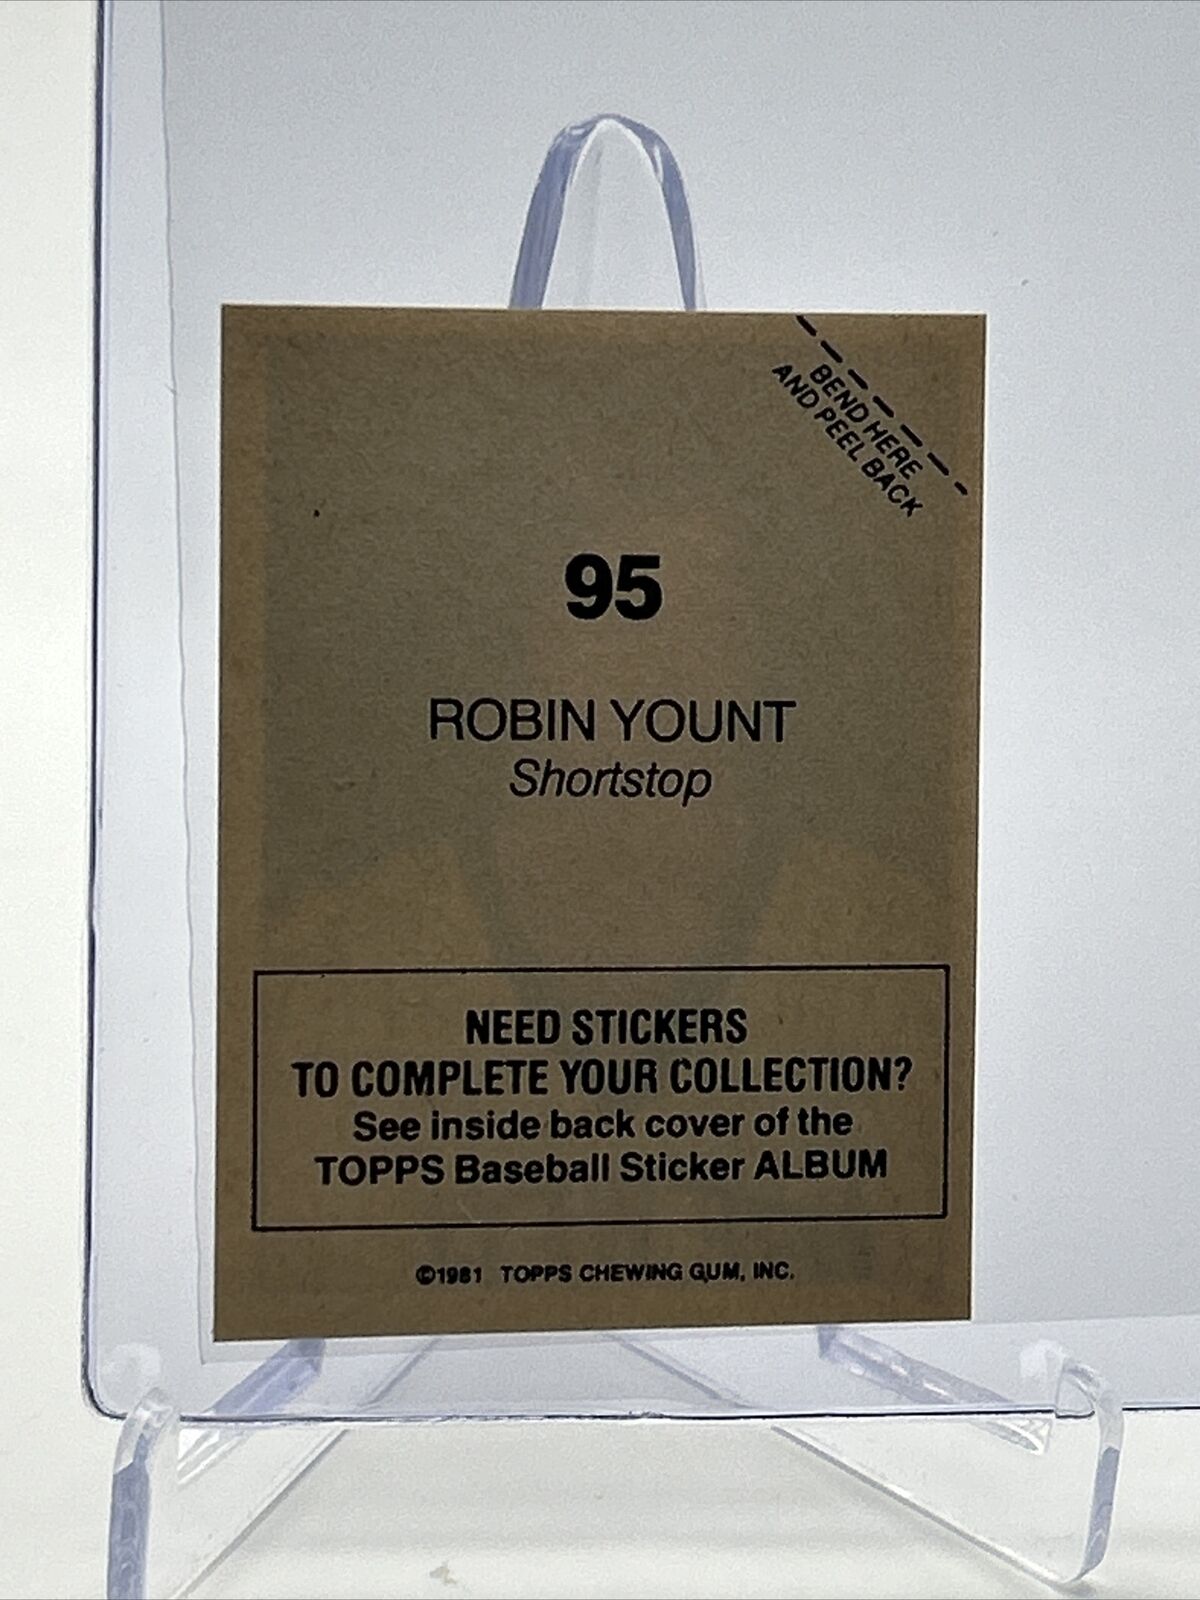 BEND HERE
AND PEEL BACK
95
ROBIN YOUNT
Shortstop
NEED STICKERS
TO COMPLETE YOUR COLLECTION?
See inside back cover of the
TOPPS Baseball Sticker ALBUM
©1981 TOPPS CHEWING GUM, INC.